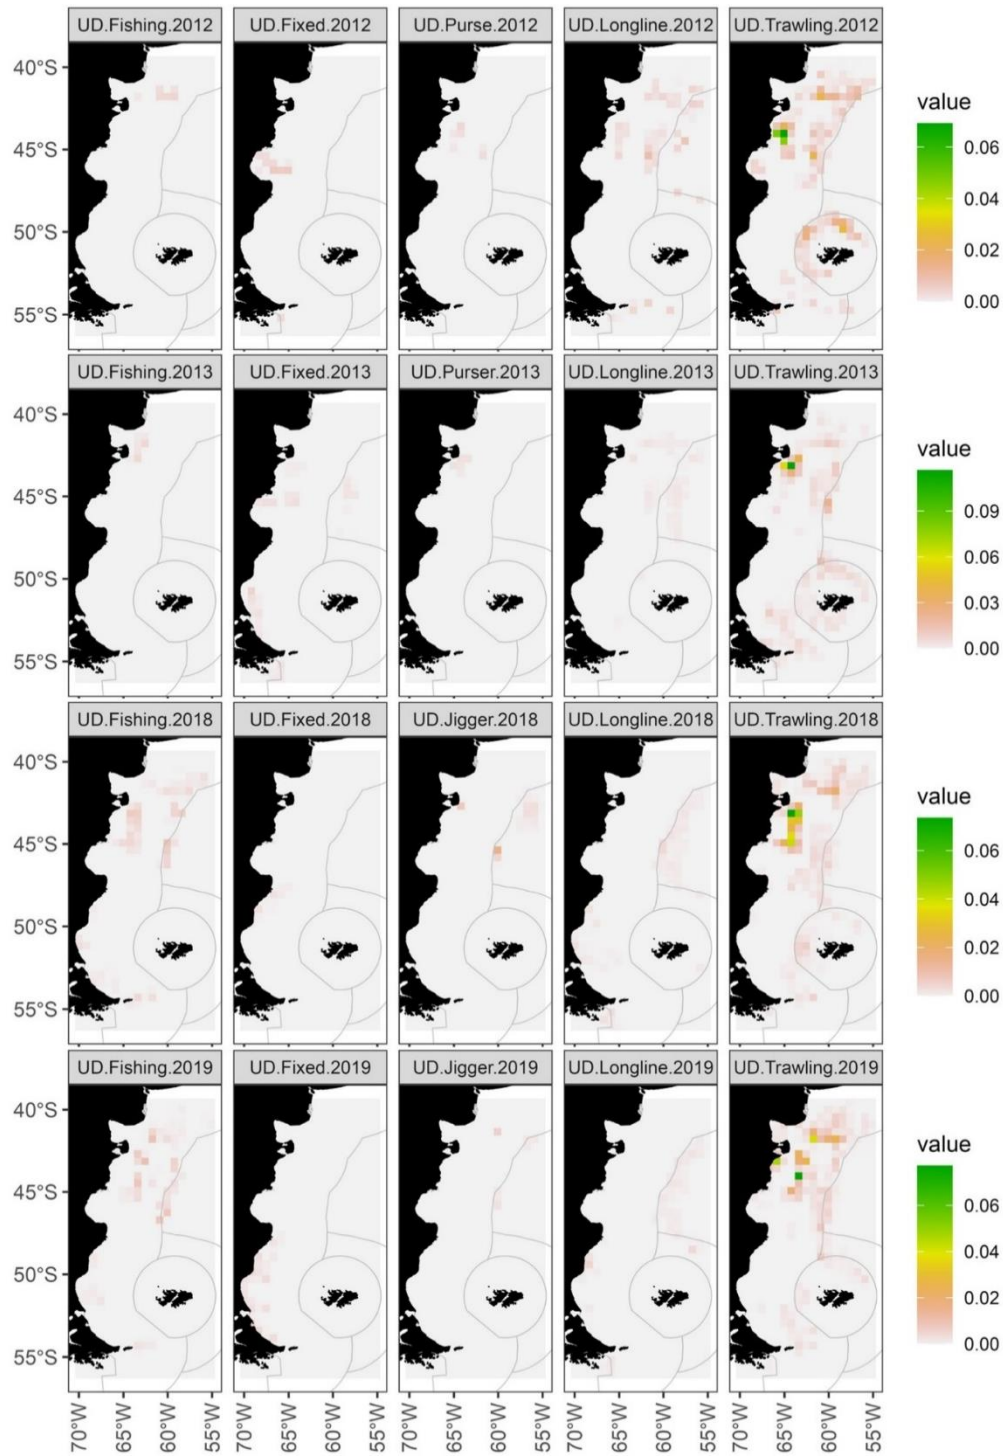 UD.Fishing.2012 UD.Fixed.2012 UD.Purse.2012 UD.Longline.2012 UD.Trawling.2012
40°S
45°S
50°S
55°S
value
0.06
0.04
0.02
0.00
UD.Fishing.2013 UD.Fixed.2013 UD.Purser.2013 UD.Longline.2013 UD.Trawling.2013
40°S
45°S
50°S
55°S
value
0.09
0.06
0.03
0.00
UD.Fishing.2018 UD.Fixed.2018 UD.Jigger.2018 UD.Longline.2018 UD.Trawling.2018
40°S
45°S
50°S
55°S
value
0.06
0.04
0.02
0.00
UD.Fishing.2019 UD.Fixed.2019 UD.Jigger.2019 UD.Longline.2019 UD.Trawling.2019
40°S
45°S
50°S
55°S
value
0.06
0.04
0.02
0.00
70°W 65°W 60°W 55°W 70°W 65°W 60°W 55°W 70°W 65°W 60°W 55°W 70°W 65°W 60°W 55°W 70°W 65°W 60°W 55°W